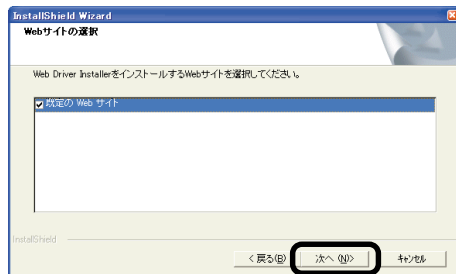 InstallShield Wizard
Webサイトの選択
Web Driver InstallerをインストールするWebサイトを選択してください。
既定の Web サイト
InstallShield
< 戻る(B)
次へ (N)>
キャンセル